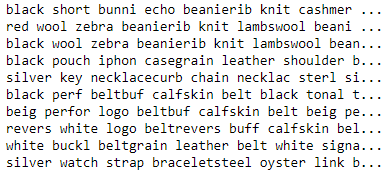 black short bunni echo beanierib knit cashmer ...
red wool zebra beanierib knit lambswool beani ...
black wool zebra beanierib knit lambswool bean...
black pouch iphon casegrain leather shoulder b...
silver key necklacecurb chain necklac sterl si...
black perf beltbuf calfskin belt black tonal t...
beig perfor logo beltbuf calfskin belt beig pe...
revers white logo beltrevers buff calfskin bel...
white buckl beltgrain leather belt white signa...
silver watch strap braceletsteel oyster link b...